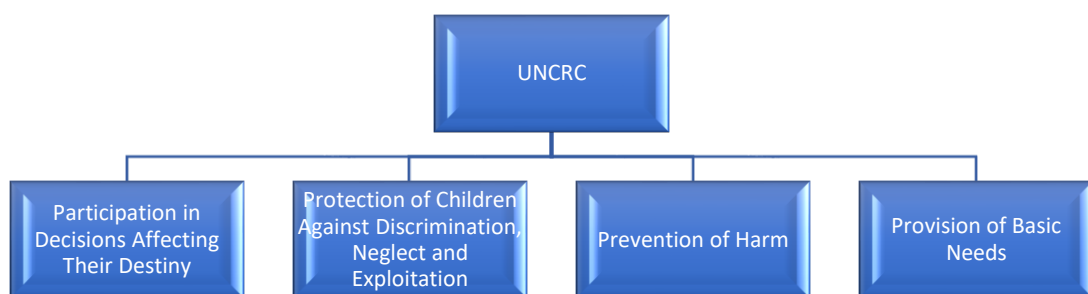 UNCRC
Participation in
Decisions Affecting
Their Destiny
Protection of Children
Against Discrimination,
Neglect and
Exploitation
Prevention of Harm
Provision of Basic
Needs